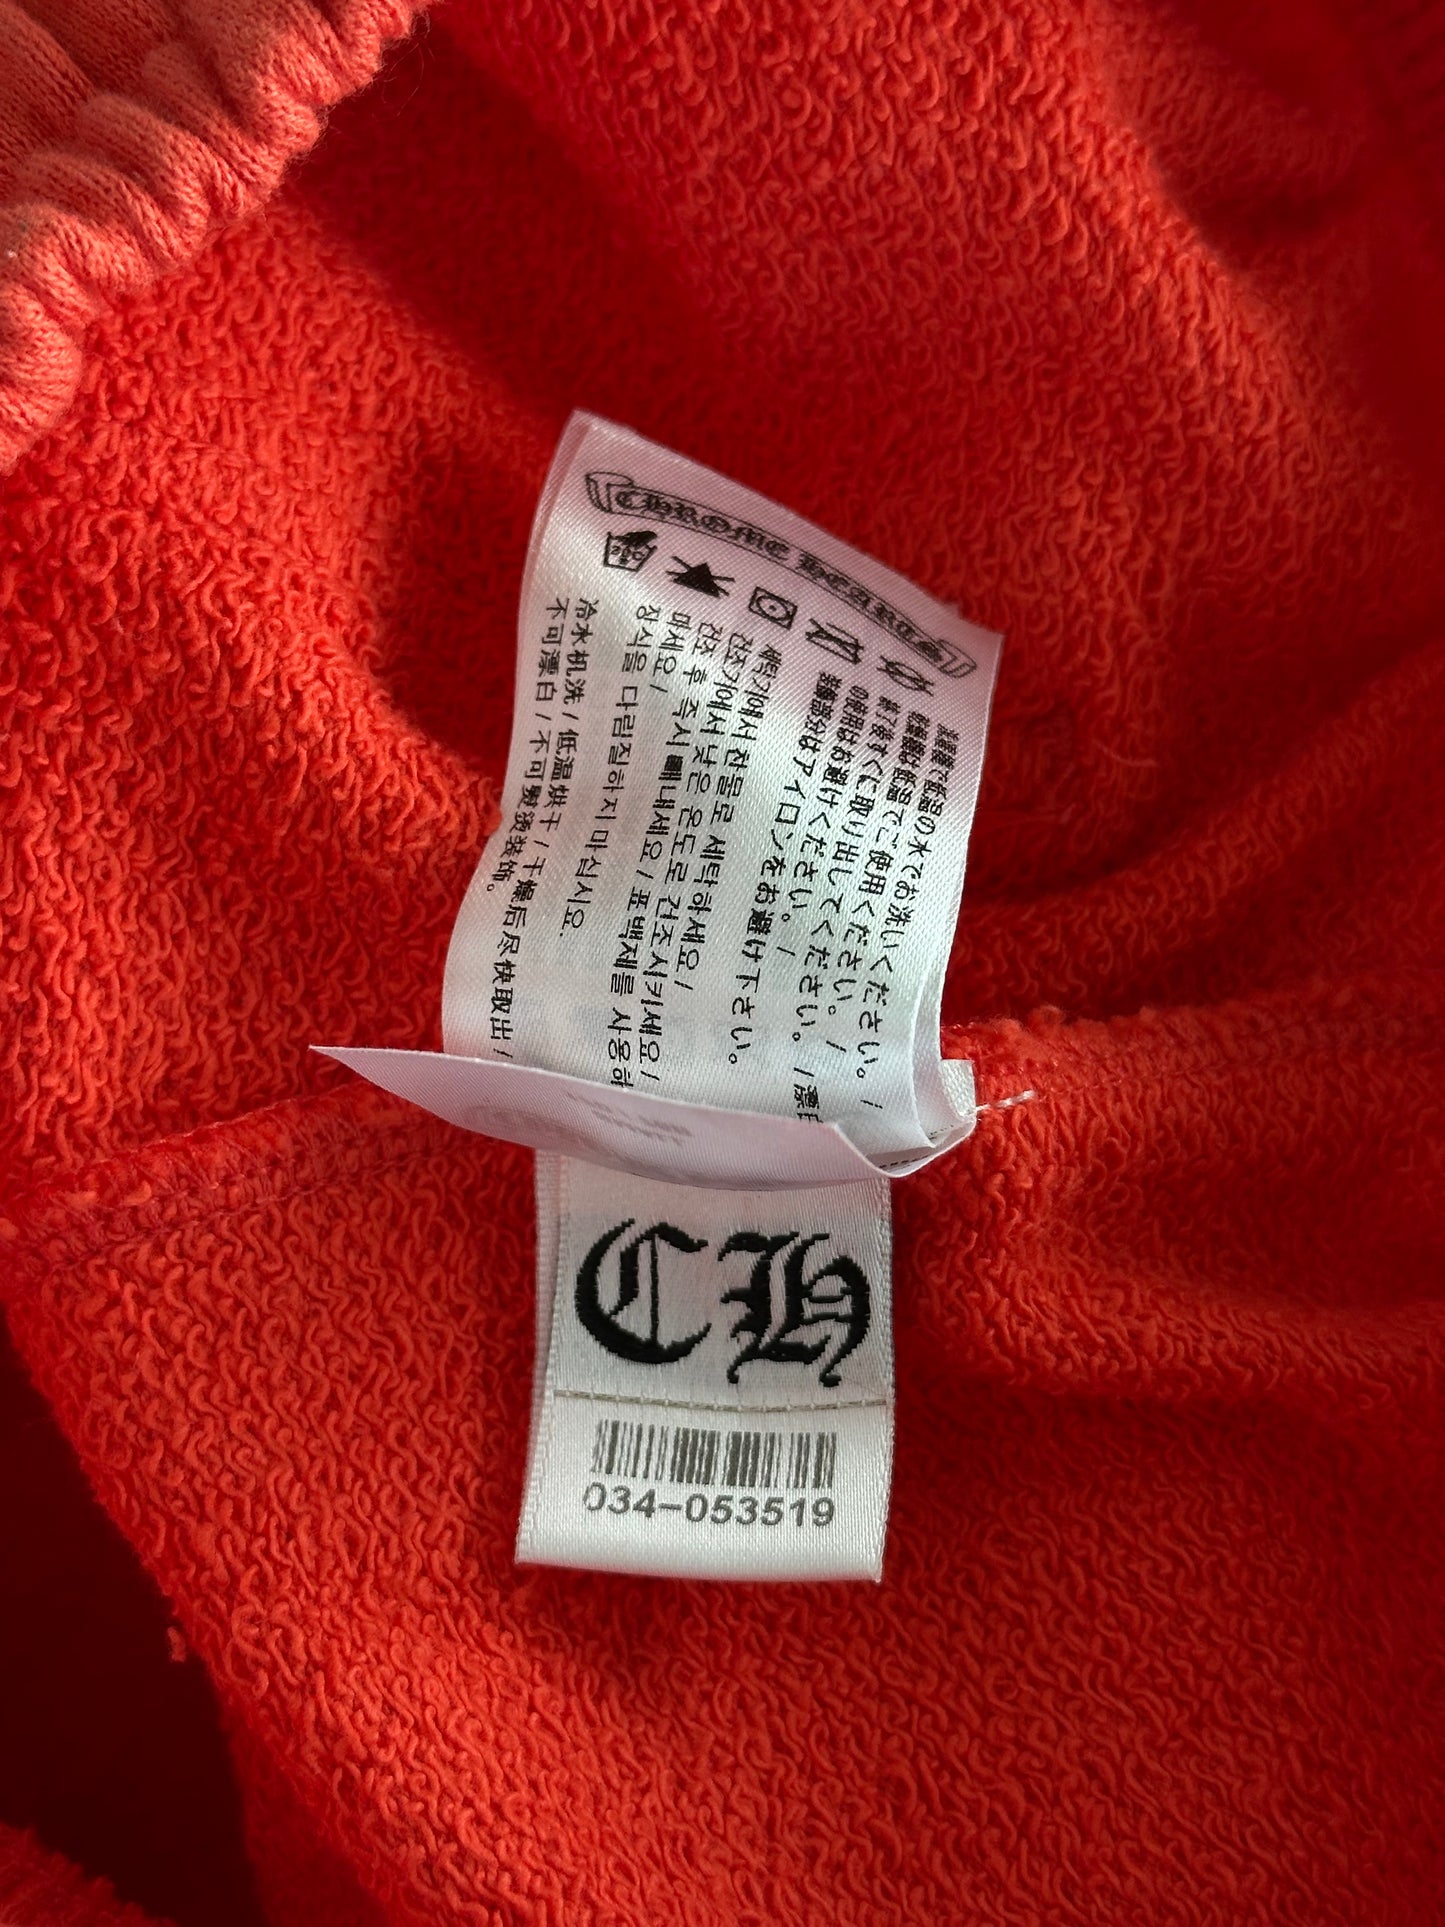 CHROME HEARTS
洗濯機で低温の水でお洗いください。/
乾燥機は低温でご使用ください。/
終了後すぐに取り出してください。/漂白
の使用はお避けください。/
装飾部分はアイロンをお避け下さい。
세탁기에서 찬물로 세탁하세요/
건조기에서 낮은 온도로 건조시키세요/
건조 후 즉시 빼내세요/표백제를 사용하
마세요/
장식을 다림질하지 마십시오.
冷水机洗/低温烘干/干燥后尽快取出/
不可漂白/不可熨烫装饰。
CH
034-053519